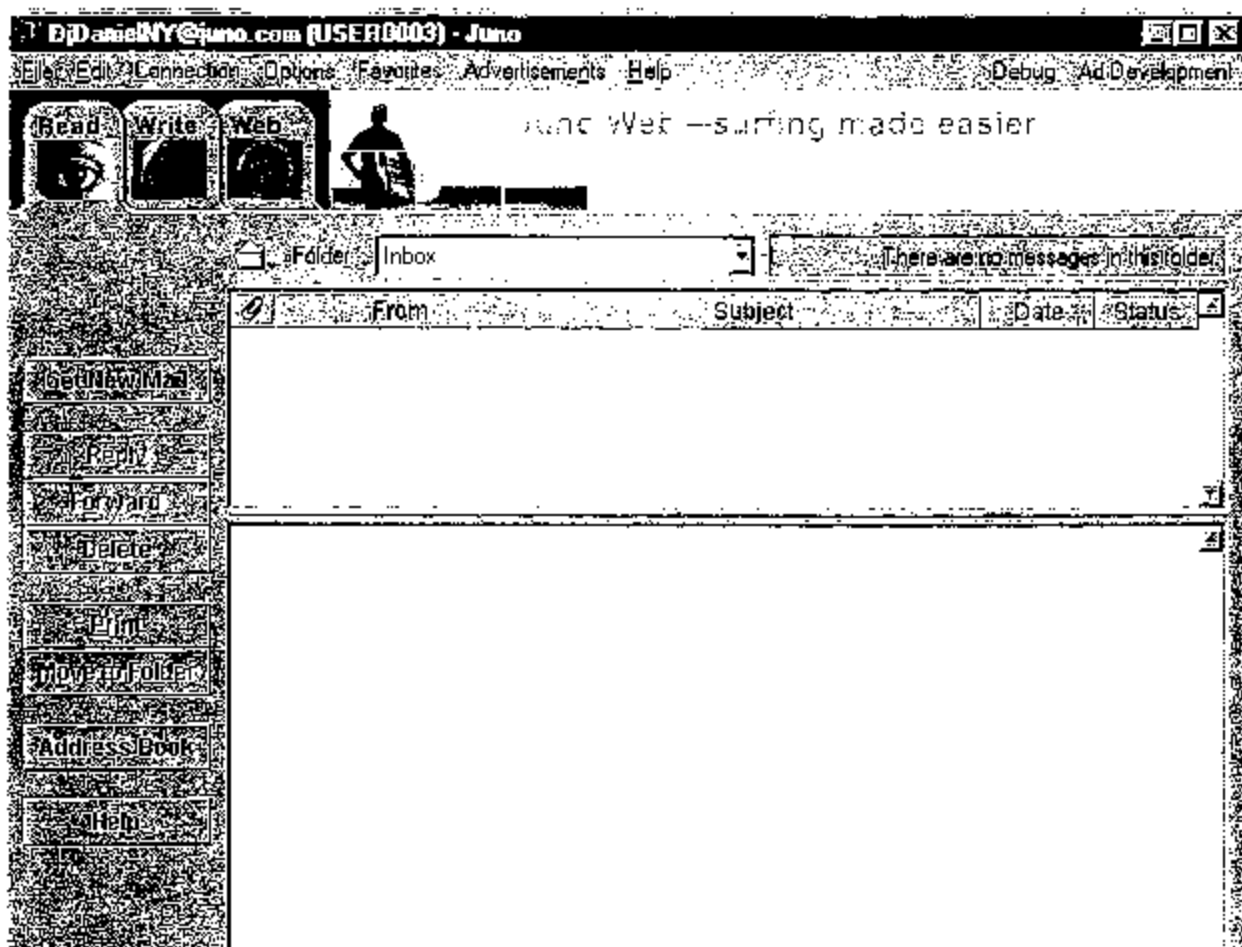 DjDanielNY@juno.com (USER0003) - Juno
File Edit Connection Options Favorites Advertisements Help Debug Ad Development
Read Write Web
Juno Web —surfing made easier
Folder Inbox There are no messages in this folder.
From Subject Date Status
Get New Mail
Reply
Forward
Delete
Print
Move to Folder
Address Book
Help